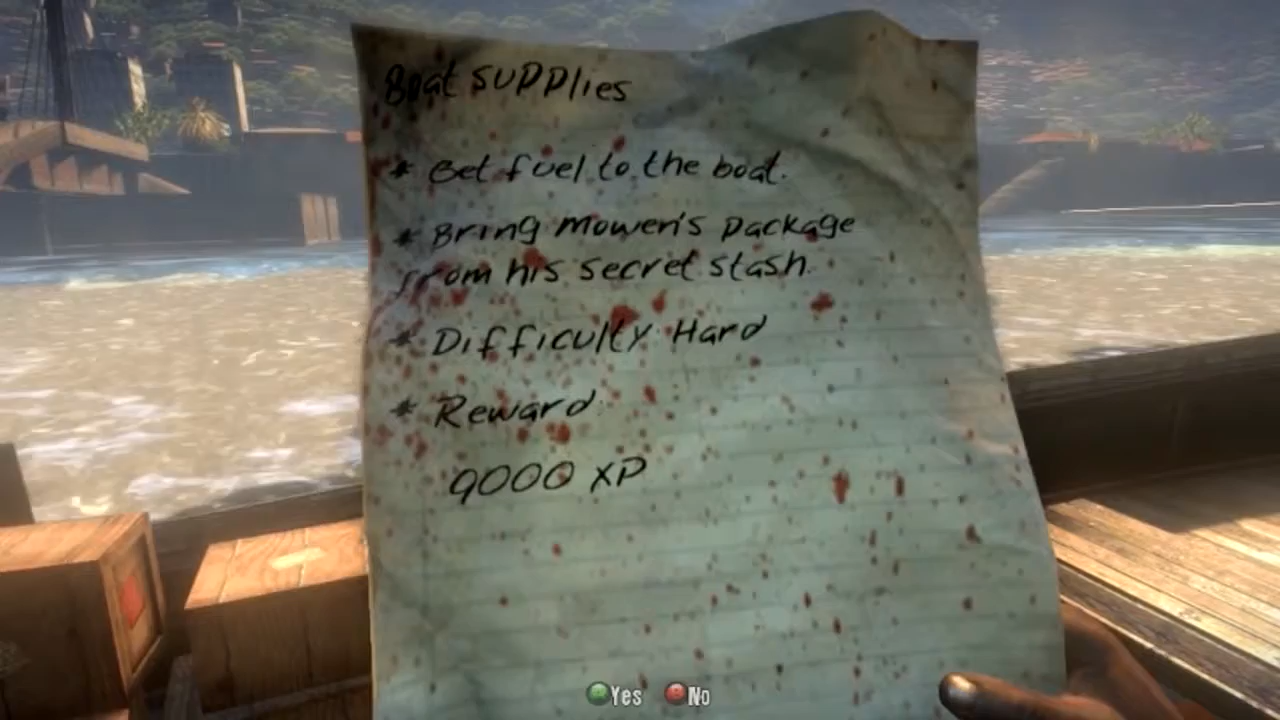 Boat supplies
* Get fuel to the boat.
* Bring Mowen's package
from his secret stash.
* Difficulty: Hard
* Reward:
9000 XP
Yes No